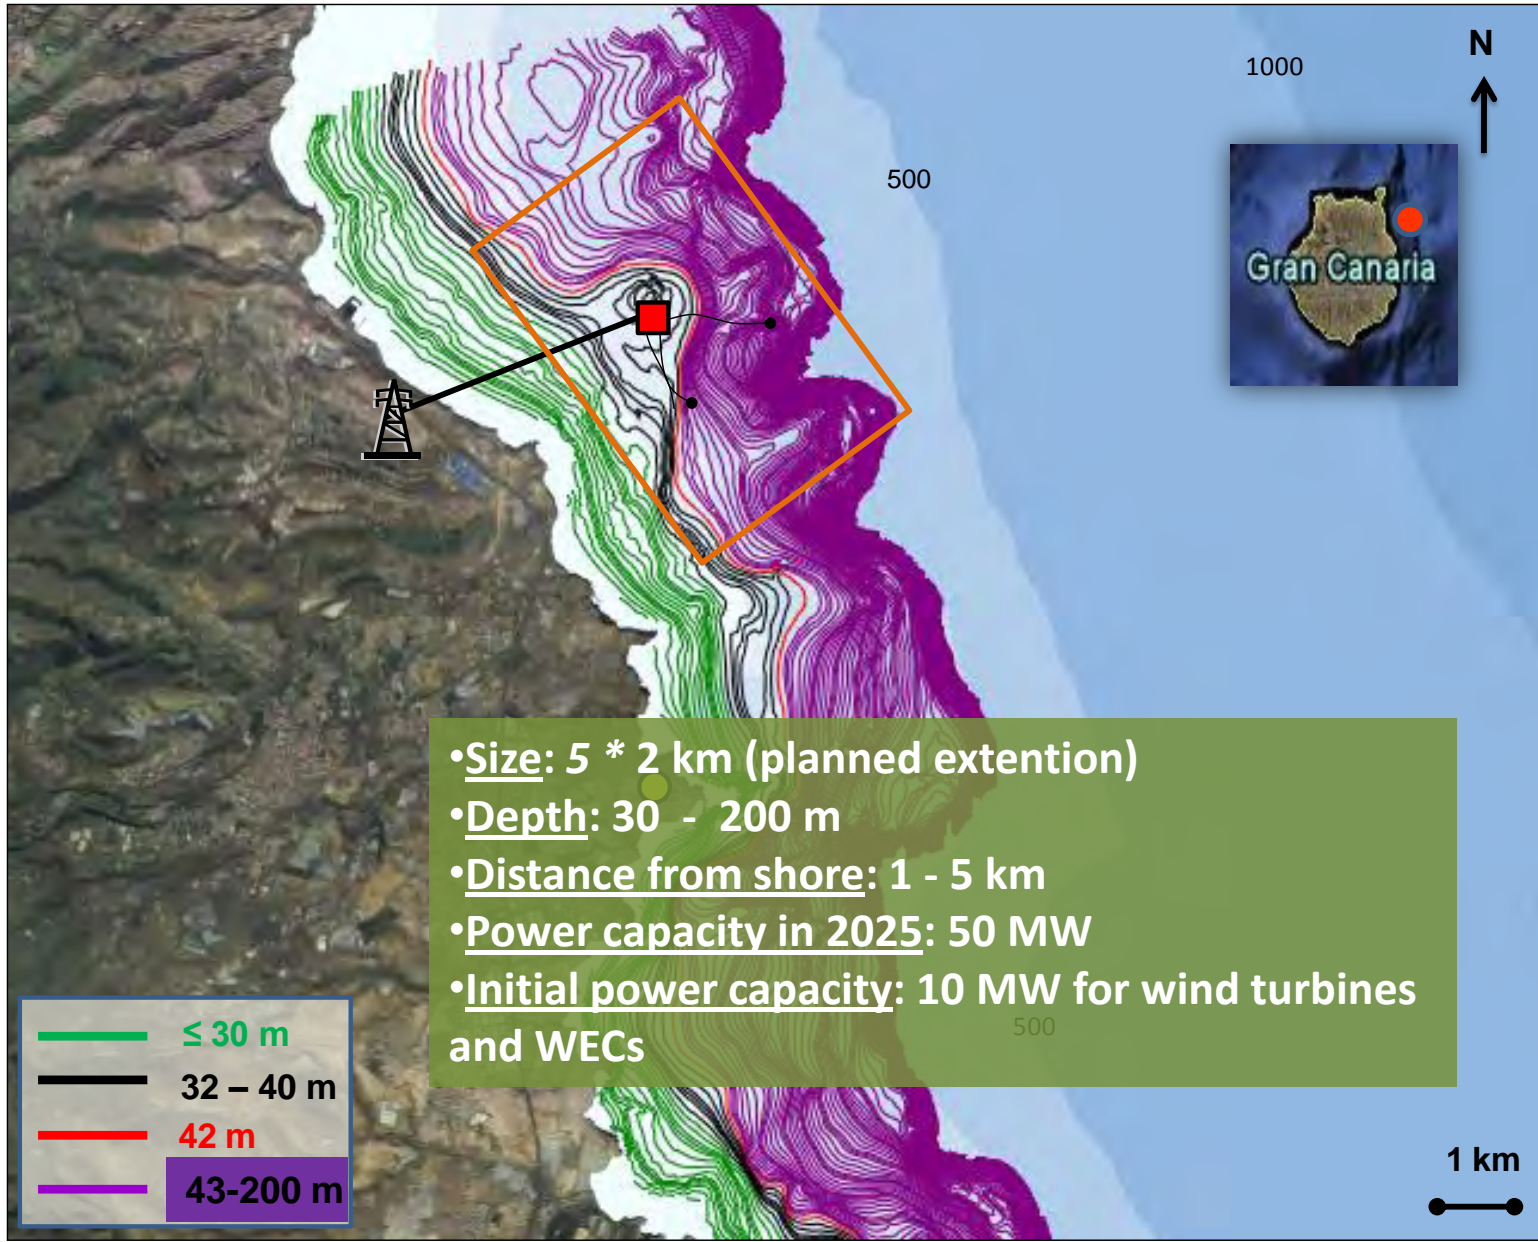 1000
N
500
Gran Canaria
•Size: 5 * 2 km (planned extention)
•Depth: 30 - 200 m
•Distance from shore: 1 - 5 km
•Power capacity in 2025: 50 MW
•Initial power capacity: 10 MW for wind turbines
and WECs
500
≤ 30 m
32 – 40 m
42 m
43-200 m
1 km